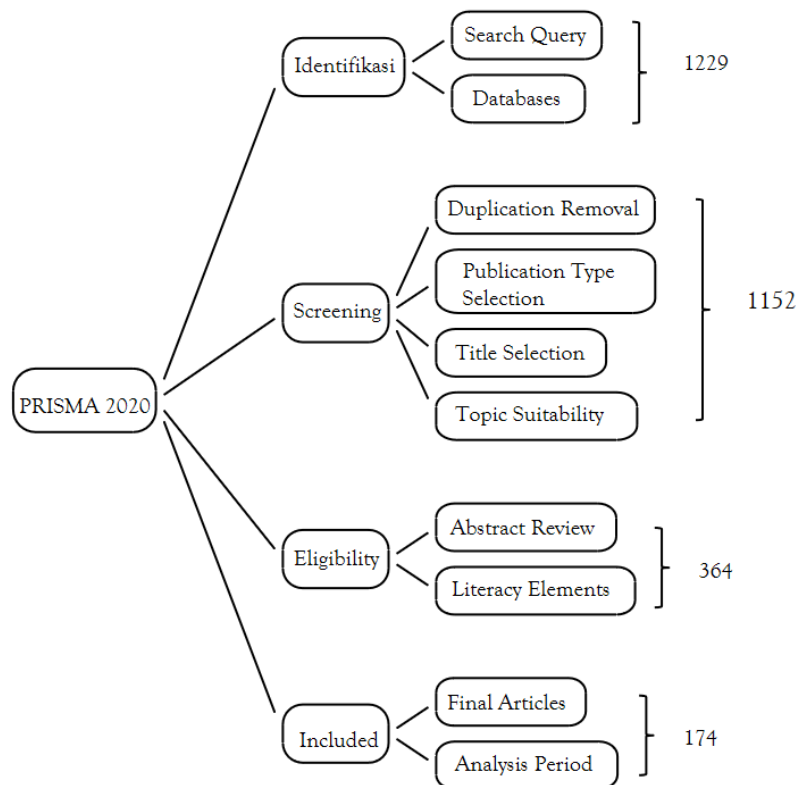 Search Query
Identifikasi
1229
Databases
Duplication Removal
Publication Type
Selection
Screening
1152
Title Selection
PRISMA 2020
Topic Suitability
Abstract Review
Eligibility
364
Literacy Elements
Final Articles
Included
174
Analysis Period